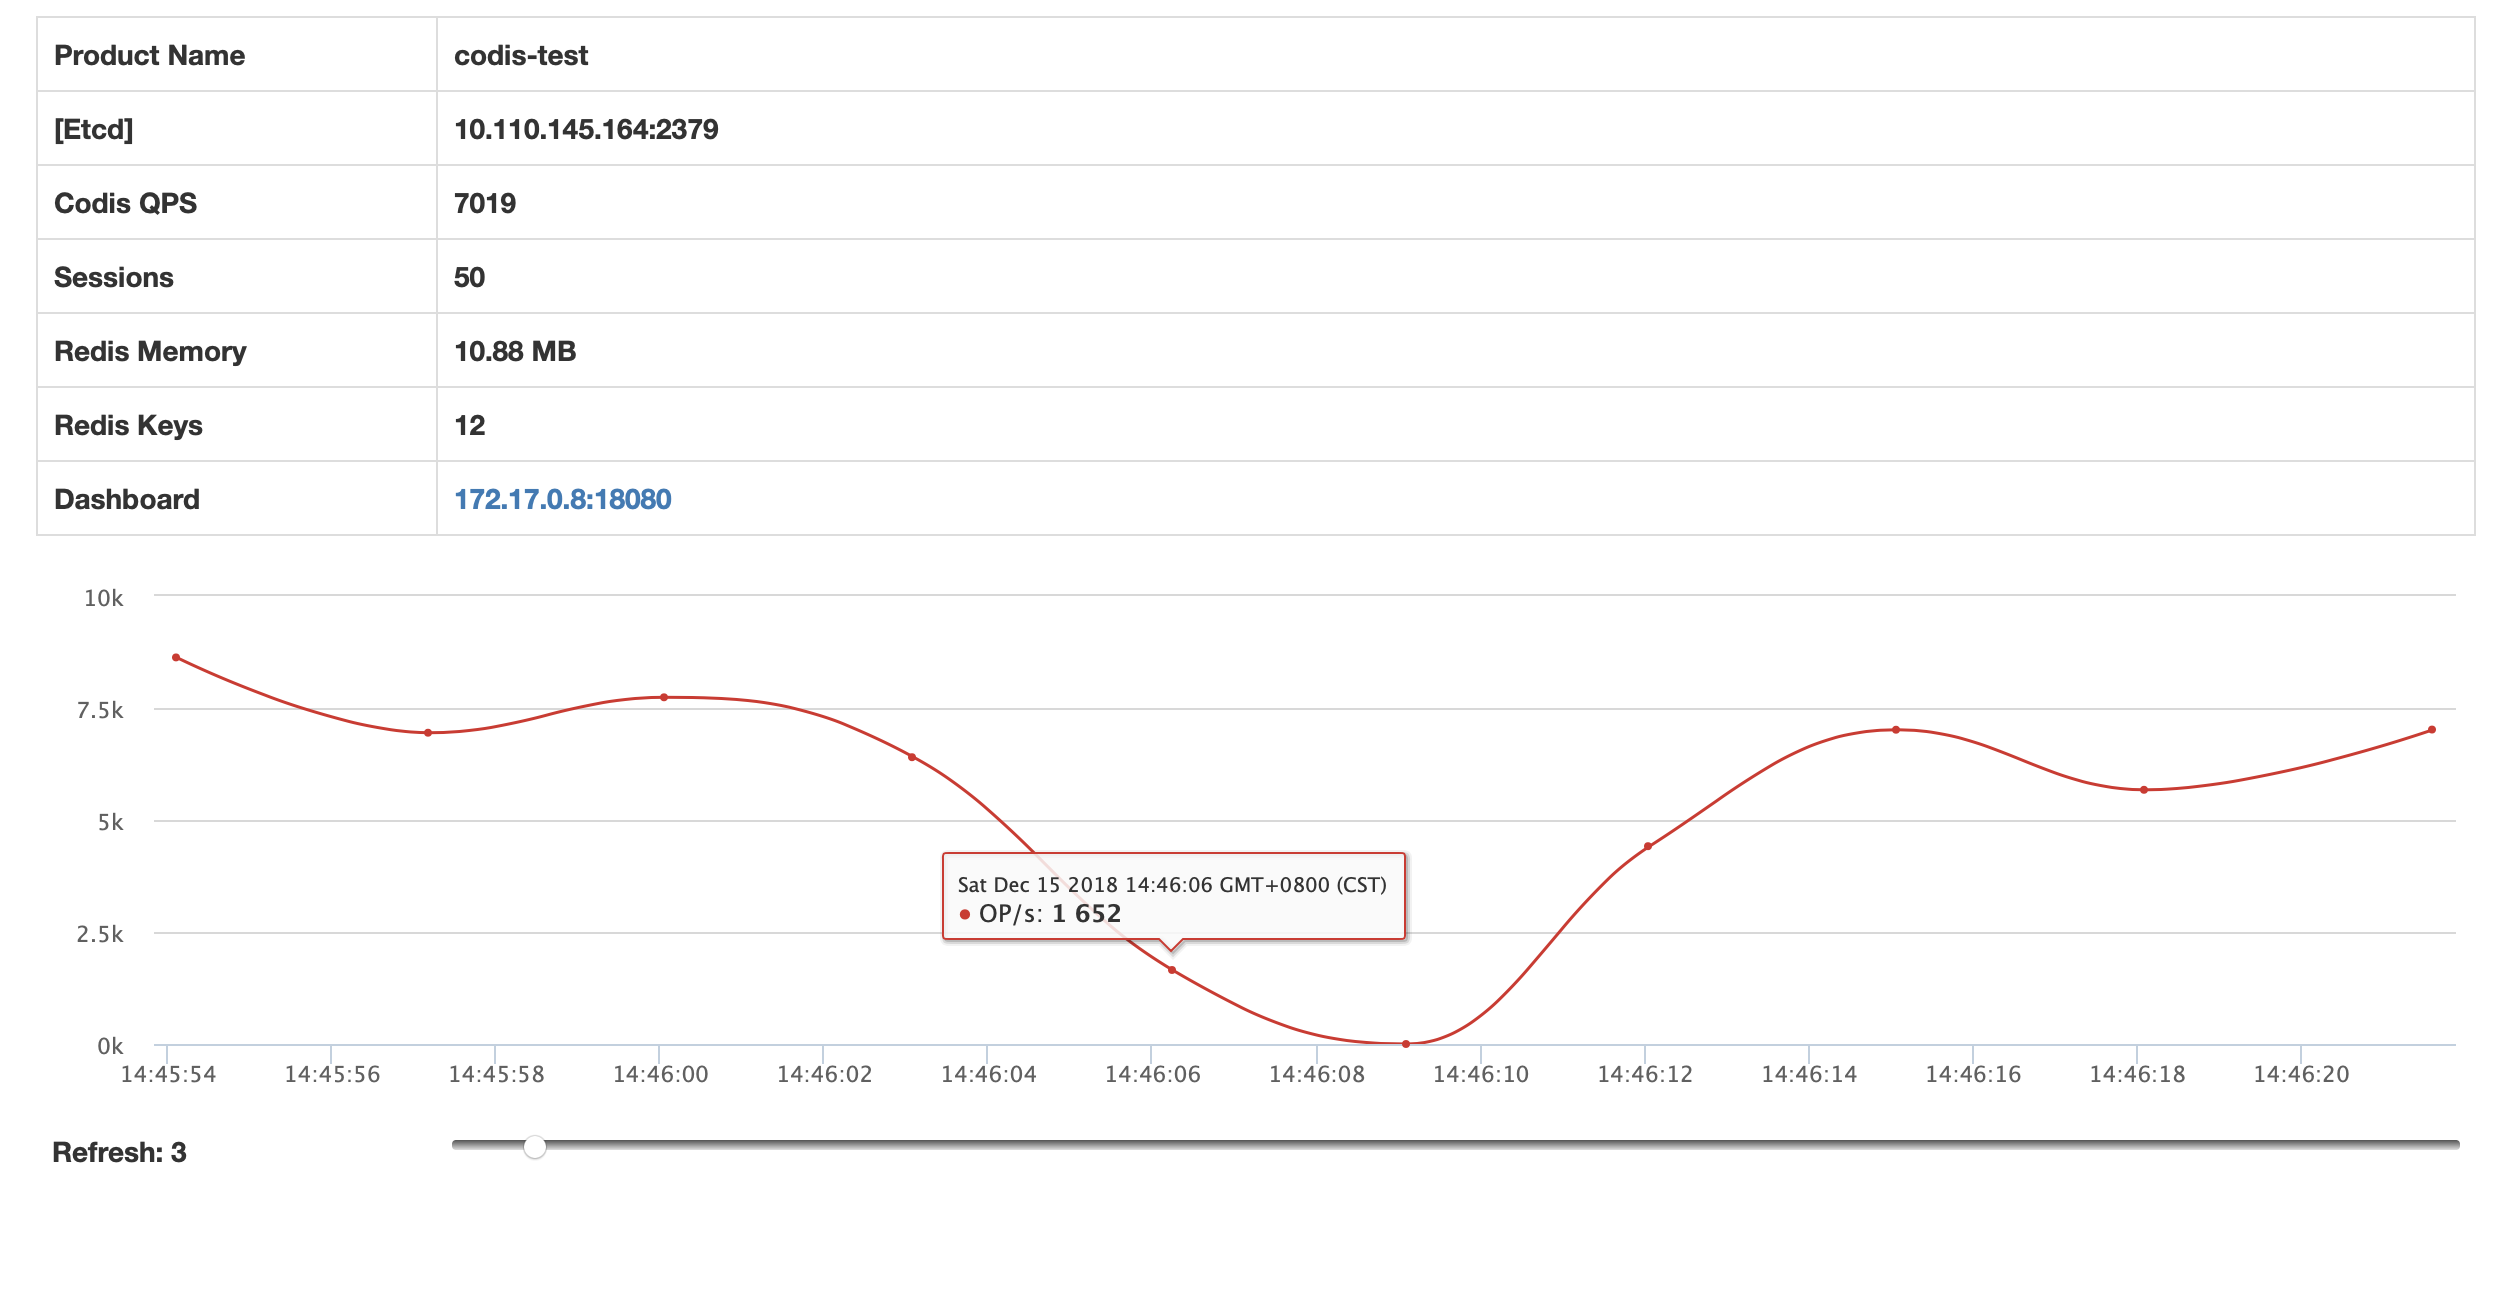 Product Name codis-test
[Etcd] 10.110.145.164:2379
Codis QPS 7019
Sessions 50
Redis Memory 10.88 MB
Redis Keys 12
Dashboard 172.17.0.8:18080
10k
7.5k
5k
Sat Dec 15 2018 14:46:06 GMT+0800 (CST)
● OP/s: 1 652
2.5k
0k
14:45:54 14:45:56 14:45:58 14:46:00 14:46:02 14:46:04 14:46:06 14:46:08 14:46:10 14:46:12 14:46:14 14:46:16 14:46:18 14:46:20
Refresh: 3